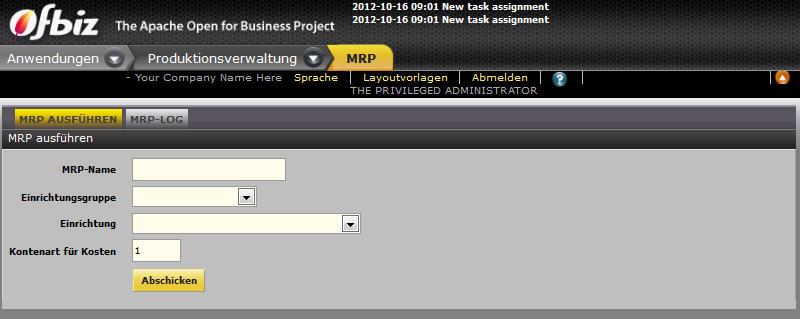 Ofbiz The Apache Open for Business Project
2012-10-16 09:01 New task assignment
2012-10-16 09:01 New task assignment
Anwendungen Produktionsverwaltung MRP
- Your Company Name Here Sprache Layoutvorlagen Abmelden ?
THE PRIVILEGED ADMINISTRATOR
MRP AUSFÜHREN MRP-LOG
MRP ausführen
MRP-Name
Einrichtungsgruppe
Einrichtung
Kontenart für Kosten 1
Abschicken